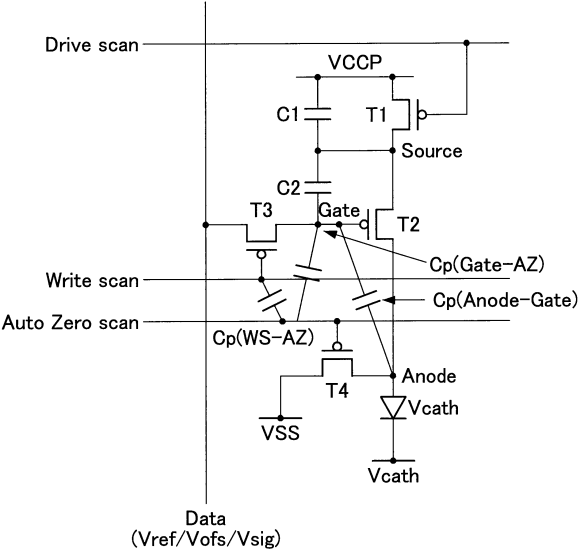 Drive scan
VCCP
C1
T1
Source
C2
Gate
T3
T2
Cp(Gate-AZ)
Write scan
Cp(Anode-Gate)
Auto Zero scan
Cp(WS-AZ)
T4
Anode
Vcath
VSS
Vcath
Data
(Vref/Vofs/Vsig)